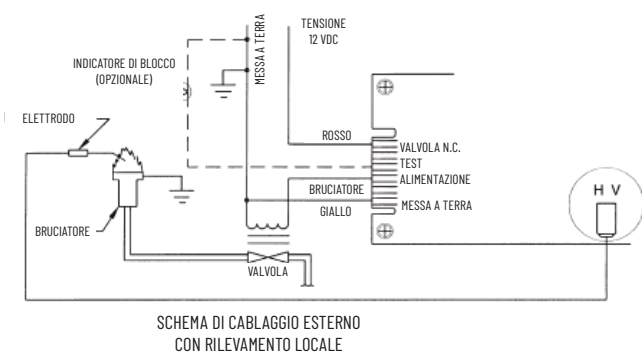 TENSIONE
12 VDC
MESSA A TERRA
INDICATORE DI BLOCCO
(OPZIONALE)
ELETTRODO
ROSSO
VALVOLA N.C.
TEST
ALIMENTAZIONE
BRUCIATORE
MESSA A TERRA
GIALLO
H V
BRUCIATORE
VALVOLA
SCHEMA DI CABLAGGIO ESTERNO
CON RILEVAMENTO LOCALE